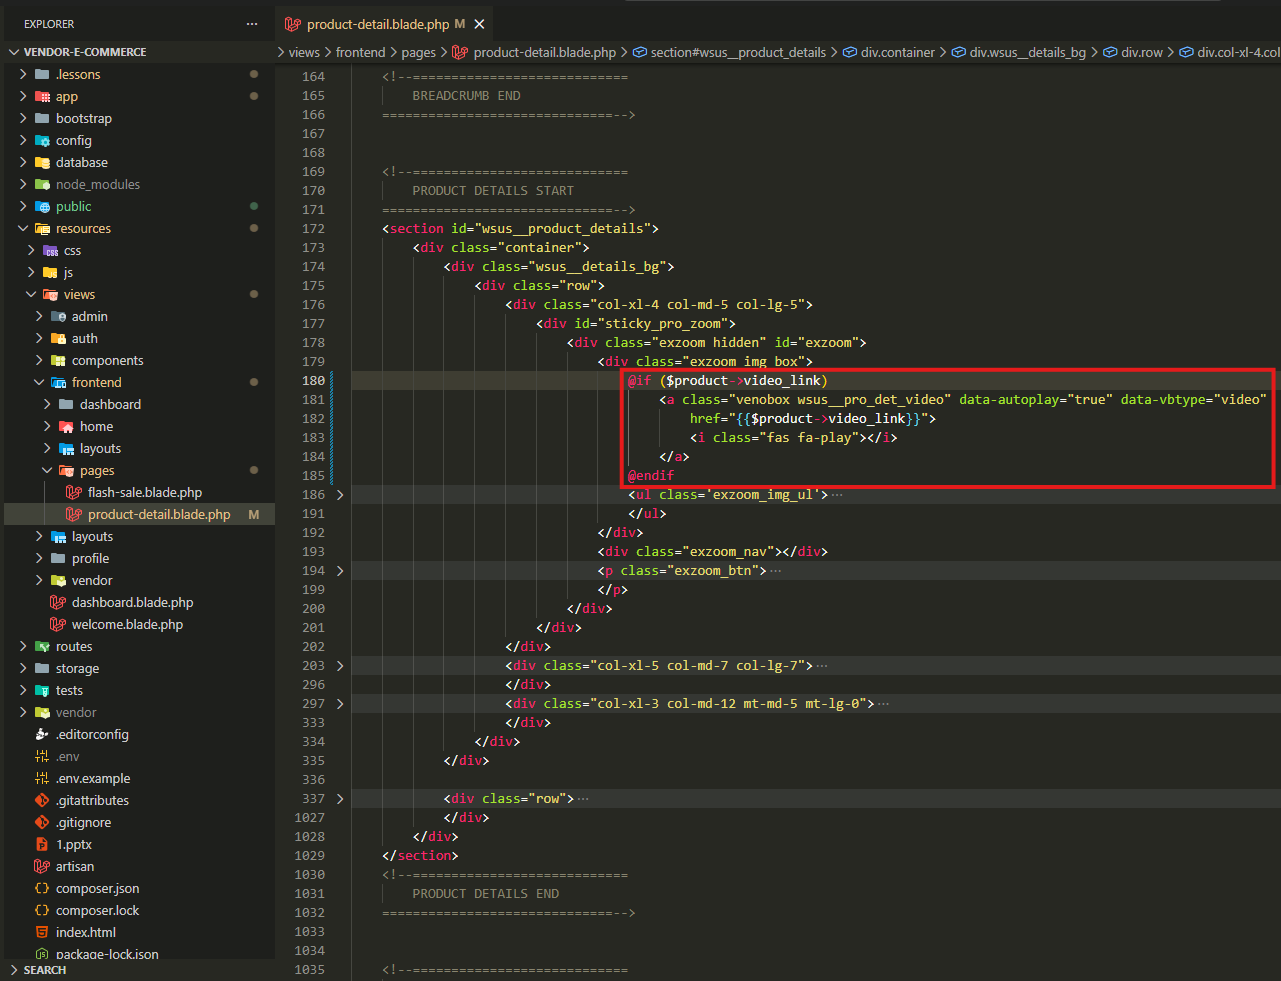 EXPLORER
VENDOR-E-COMMERCE
.lessons
app
bootstrap
config
database
node_modules
public
resources
css
js
views
admin
auth
components
frontend
dashboard
home
layouts
pages
flash-sale.blade.php
product-detail.blade.php M
layouts
profile
vendor
dashboard.blade.php
welcome.blade.php
routes
storage
tests
vendor
.editorconfig
.env
.env.example
.gitattributes
.gitignore
1.pptx
artisan
composer.json
composer.lock
index.html
package-lock.json
SEARCH
product-detail.blade.php M
views > frontend > pages > product-detail.blade.php > section#wsus__product_details > div.container > div.wsus__details_bg > div.row > div.col-xl-4.col
164 <!--============================
165 BREADCRUMB END
166 ==============================-->
167
168
169 <!--============================
170 PRODUCT DETAILS START
171 ==============================-->
172 <section id="wsus__product_details">
173 <div class="container">
174 <div class="wsus__details_bg">
175 <div class="row">
176 <div class="col-xl-4 col-md-5 col-lg-5">
177 <div id="sticky_pro_zoom">
178 <div class="exzoom hidden" id="exzoom">
179 <div class="exzoom_img_box">
180 @if ($product->video_link)
181 <a class="venobox wsus__pro_det_video" data-autoplay="true" data-vbtype="video"
182 href="{{$product->video_link}}">
183 <i class="fas fa-play"></i>
184 </a>
185 @endif
186 <ul class='exzoom_img_ul'>···
191 </ul>
192 </div>
193 <div class="exzoom_nav"></div>
194 <p class="exzoom_btn">···
199 </p>
200 </div>
201 </div>
202 </div>
203 <div class="col-xl-5 col-md-7 col-lg-7">···
296 </div>
297 <div class="col-xl-3 col-md-12 mt-md-5 mt-lg-0">···
333 </div>
334 </div>
335 </div>
336
337 <div class="row">···
1027 </div>
1028 </div>
1029 </section>
1030 <!--============================
1031 PRODUCT DETAILS END
1032 ==============================-->
1033
1034
1035 <!--============================